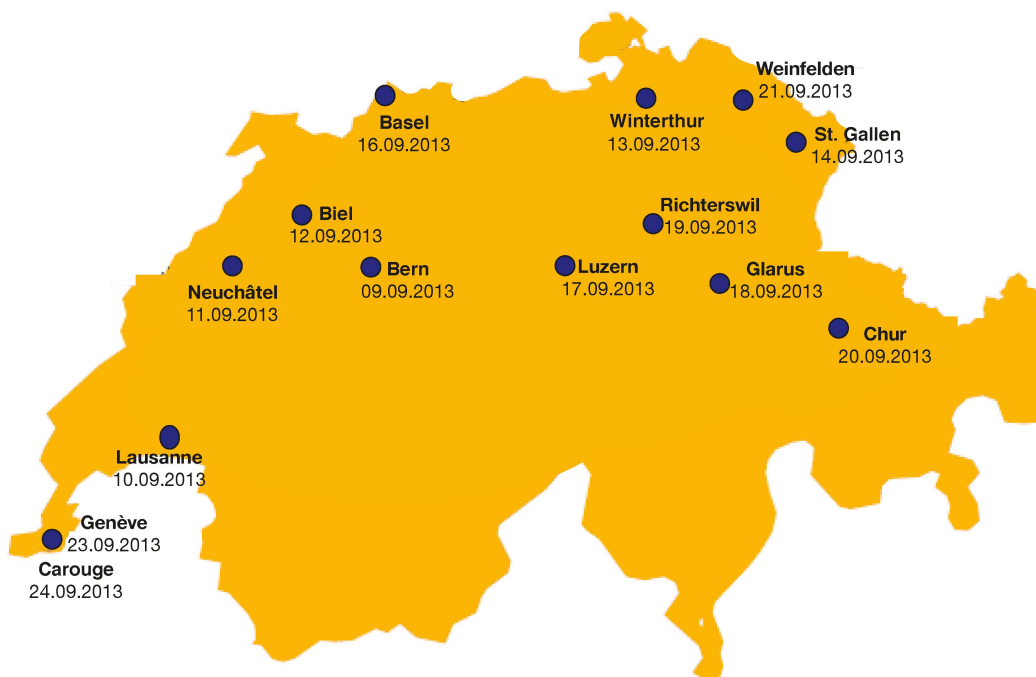 Weinfelden
21.09.2013
Basel
16.09.2013
Winterthur
13.09.2013
St. Gallen
14.09.2013
Biel
12.09.2013
Richterswil
19.09.2013
Neuchâtel
11.09.2013
Bern
09.09.2013
Luzern
17.09.2013
Glarus
18.09.2013
Chur
20.09.2013
Lausanne
10.09.2013
Genève
23.09.2013
Carouge
24.09.2013